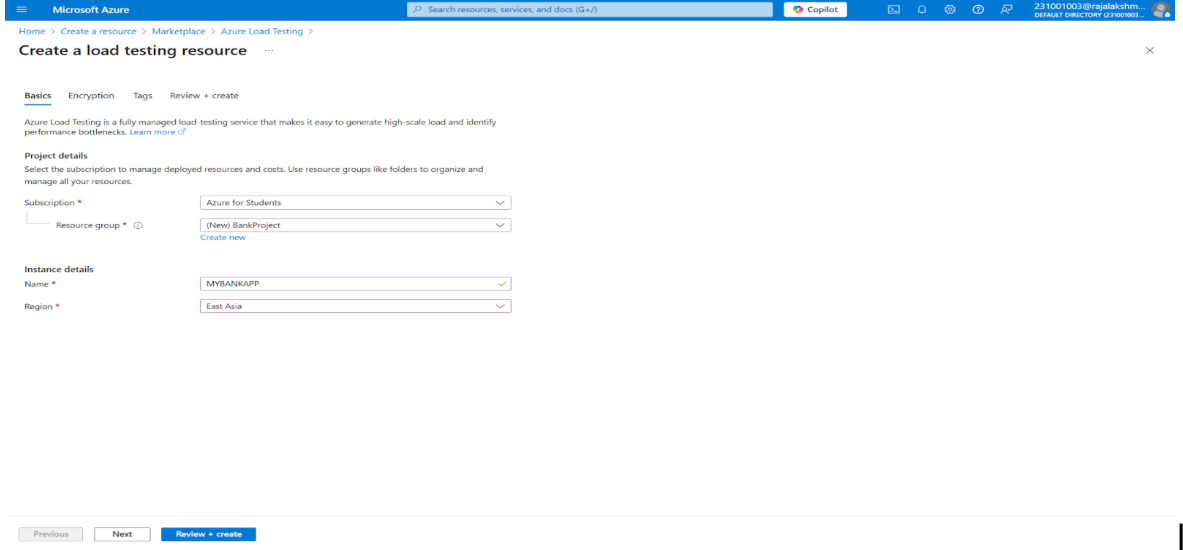 Microsoft Azure
Search resources, services, and docs (G+/)
Copilot
231001003@rajalakshm...
DEFAULT DIRECTORY (231001003...
Home > Create a resource > Marketplace > Azure Load Testing >
Create a load testing resource ...
Basics Encryption Tags Review + create
Azure Load Testing is a fully managed load-testing service that makes it easy to generate high-scale load and identify
performance bottlenecks. Learn more
Project details
Select the subscription to manage deployed resources and costs. Use resource groups like folders to organize and
manage all your resources.
Subscription * Azure for Students
Resource group * (New) BankProject
Create new
Instance details
Name * MYBANKAPP
Region * East Asia
Previous Next Review + create